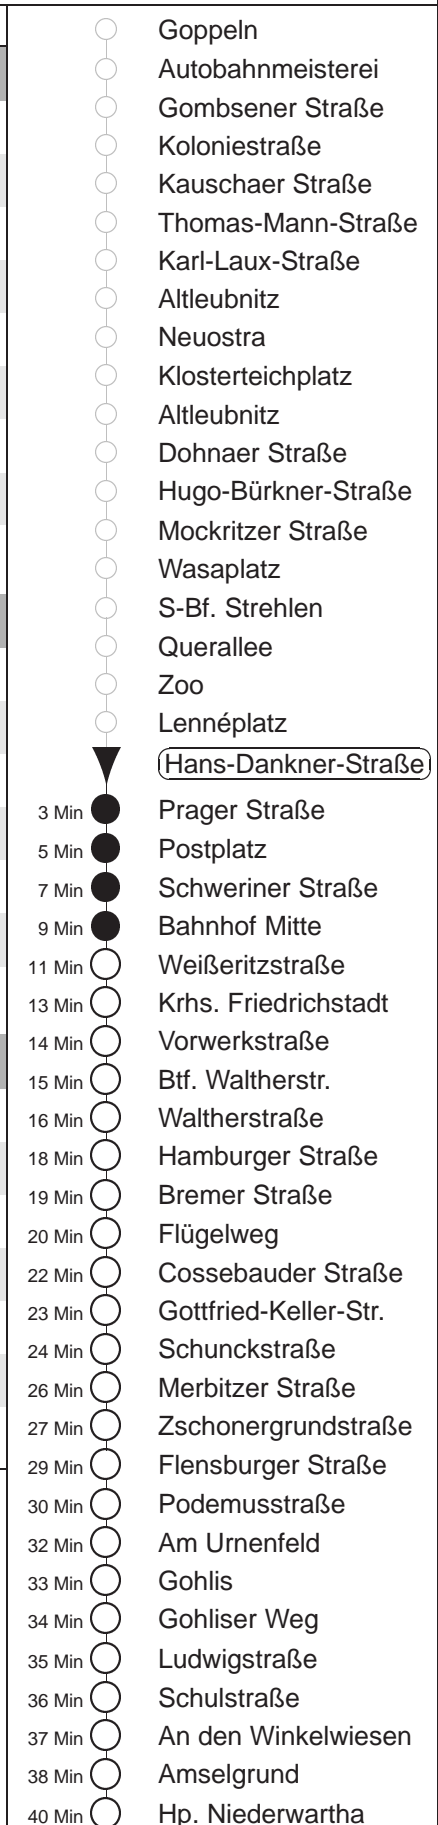 Goppeln
Autobahnmeisterei
Gombsener Straße
Koloniestraße
Kauschaer Straße
Thomas-Mann-Straße
Karl-Laux-Straße
Altleubnitz
Neuostra
Klosterteichplatz
Altleubnitz
Dohnaer Straße
Hugo-Bürkner-Straße
Mockritzer Straße
Wasaplatz
S-Bf. Strehlen
Querallee
Zoo
Lennéplatz
Hans-Dankner-Straße
3 Min Prager Straße
5 Min Postplatz
7 Min Schweriner Straße
9 Min Bahnhof Mitte
11 Min Weißeritzstraße
13 Min Krhs. Friedrichstadt
14 Min Vorwerkstraße
15 Min Btf. Waltherstr.
16 Min Waltherstraße
18 Min Hamburger Straße
19 Min Bremer Straße
20 Min Flügelweg
22 Min Cossebauder Straße
23 Min Gottfried-Keller-Str.
24 Min Schunckstraße
26 Min Merbitzer Straße
27 Min Zschonergrundstraße
29 Min Flensburger Straße
30 Min Podemusstraße
32 Min Am Urnenfeld
33 Min Gohlis
34 Min Gohliser Weg
35 Min Ludwigstraße
36 Min Schulstraße
37 Min An den Winkelwiesen
38 Min Amselgrund
40 Min Hp. Niederwartha